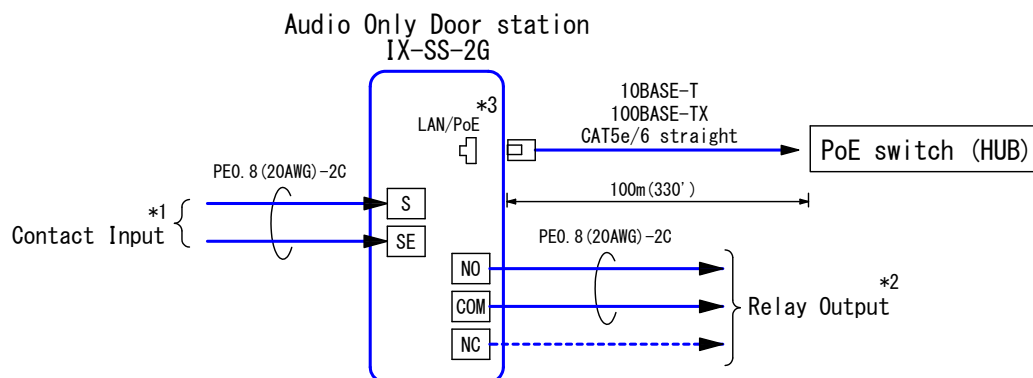 Audio Only Door station
IX-SS-2G
*3
LAN/PoE
10BASE-T
100BASE-TX
CAT5e/6 straight
PoE switch (HUB)
100m(330')
PE0.8(20AWG)-2C
*1
Contact Input
S
SE
PE0.8(20AWG)-2C
NO
COM
NC
*2
Relay Output